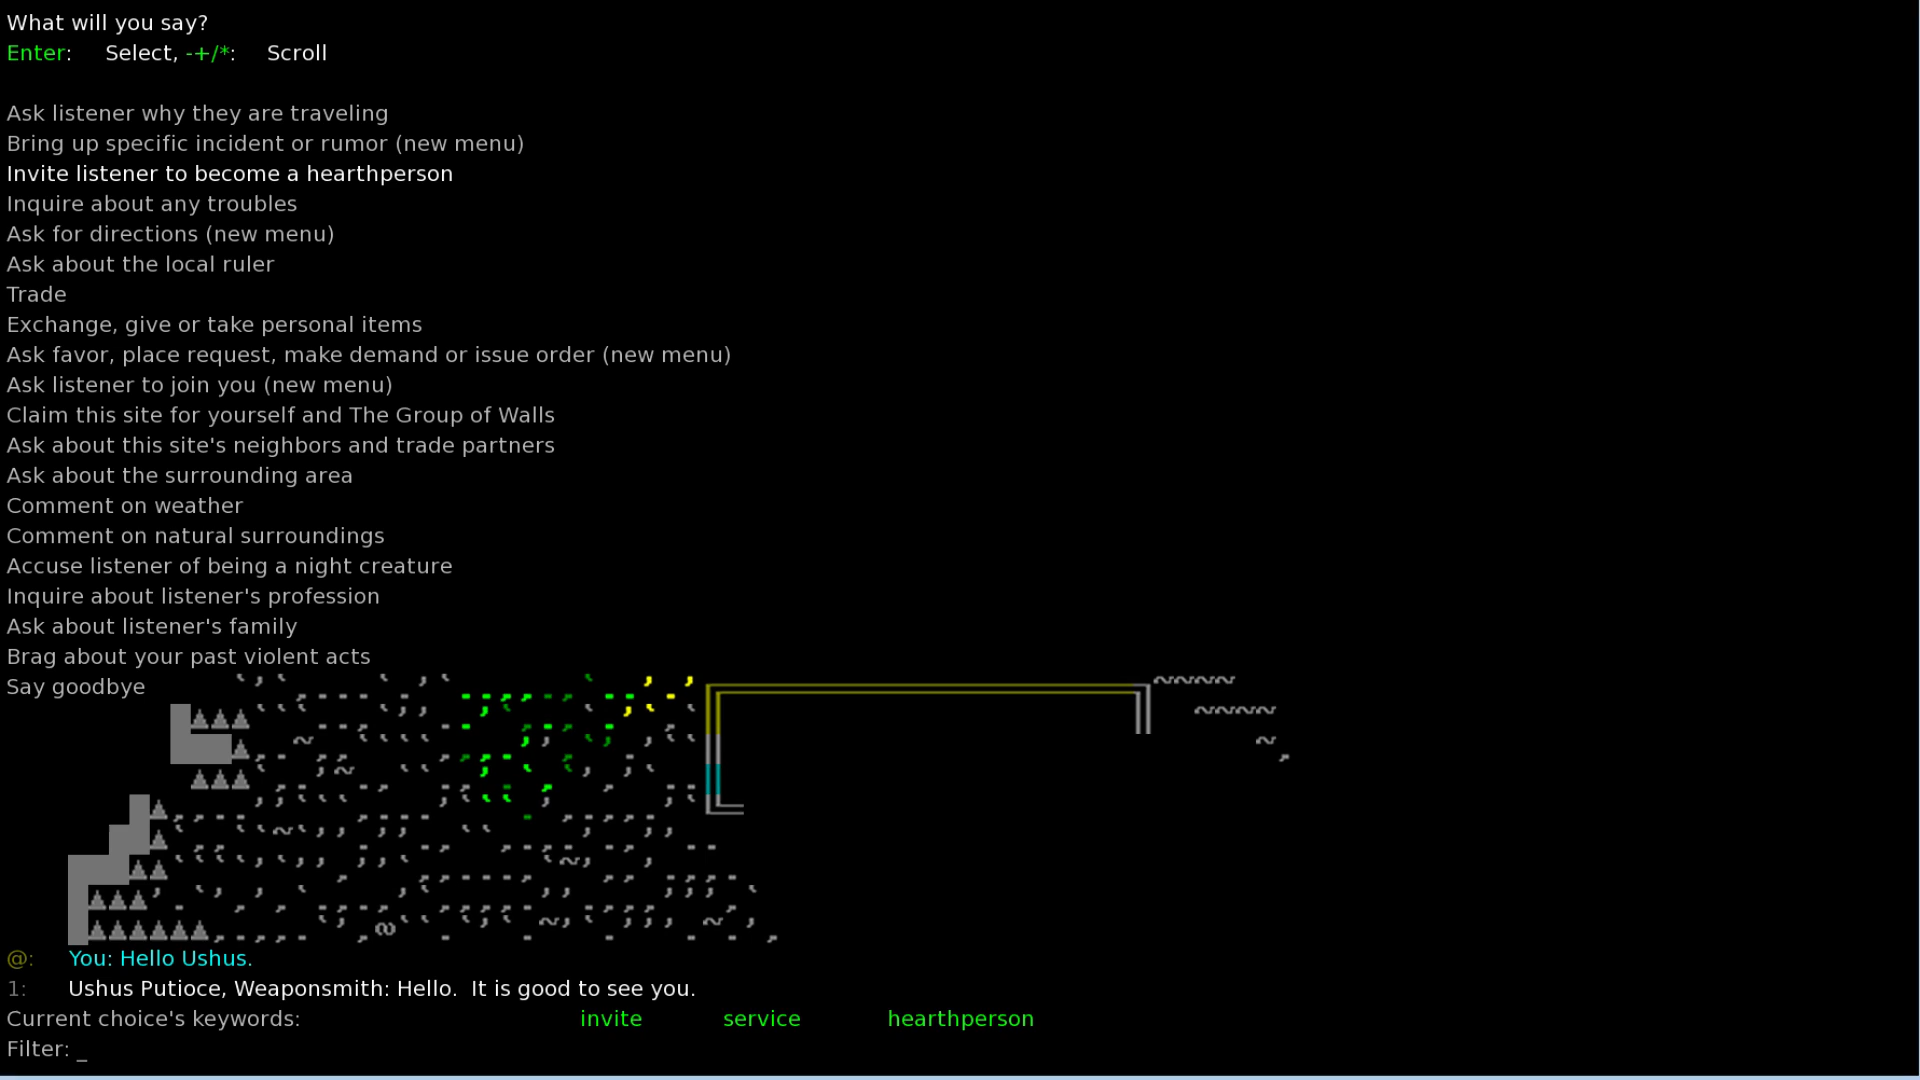 What will you say?
Enter: Select, -+/*: Scroll
Ask listener why they are traveling
Bring up specific incident or rumor (new menu)
Invite listener to become a hearthperson
Inquire about any troubles
Ask for directions (new menu)
Ask about the local ruler
Trade
Exchange, give or take personal items
Ask favor, place request, make demand or issue order (new menu)
Ask listener to join you (new menu)
Claim this site for yourself and The Group of Walls
Ask about this site's neighbors and trade partners
Ask about the surrounding area
Comment on weather
Comment on natural surroundings
Accuse listener of being a night creature
Inquire about listener's profession
Ask about listener's family
Brag about your past violent acts
Say goodbye
@: You: Hello Ushus.
1: Ushus Putioce, Weaponsmith: Hello. It is good to see you.
Current choice's keywords: invite service hearthperson
Filter: _